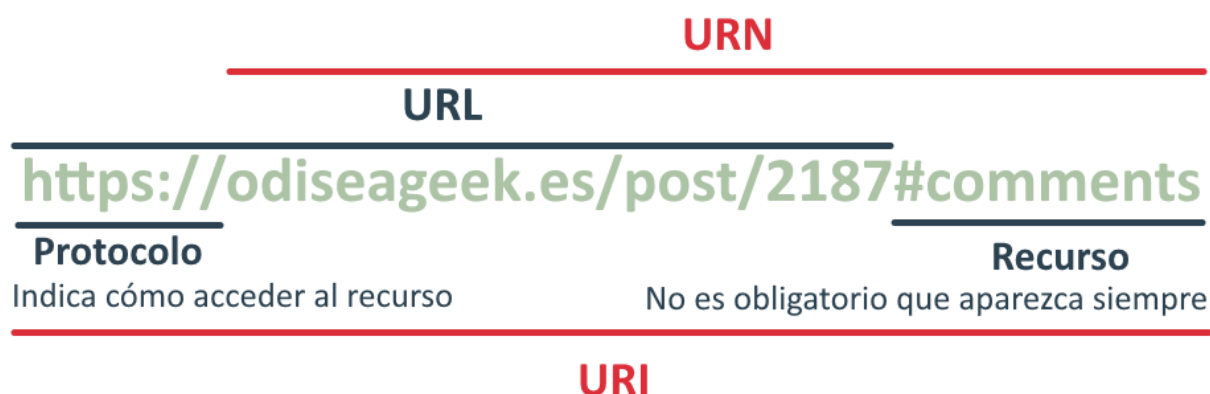 URN
URL
https://odiseageek.es/post/2187#comments
Protocolo
Recurso
Indica cómo acceder al recurso
No es obligatorio que aparezca siempre
URI